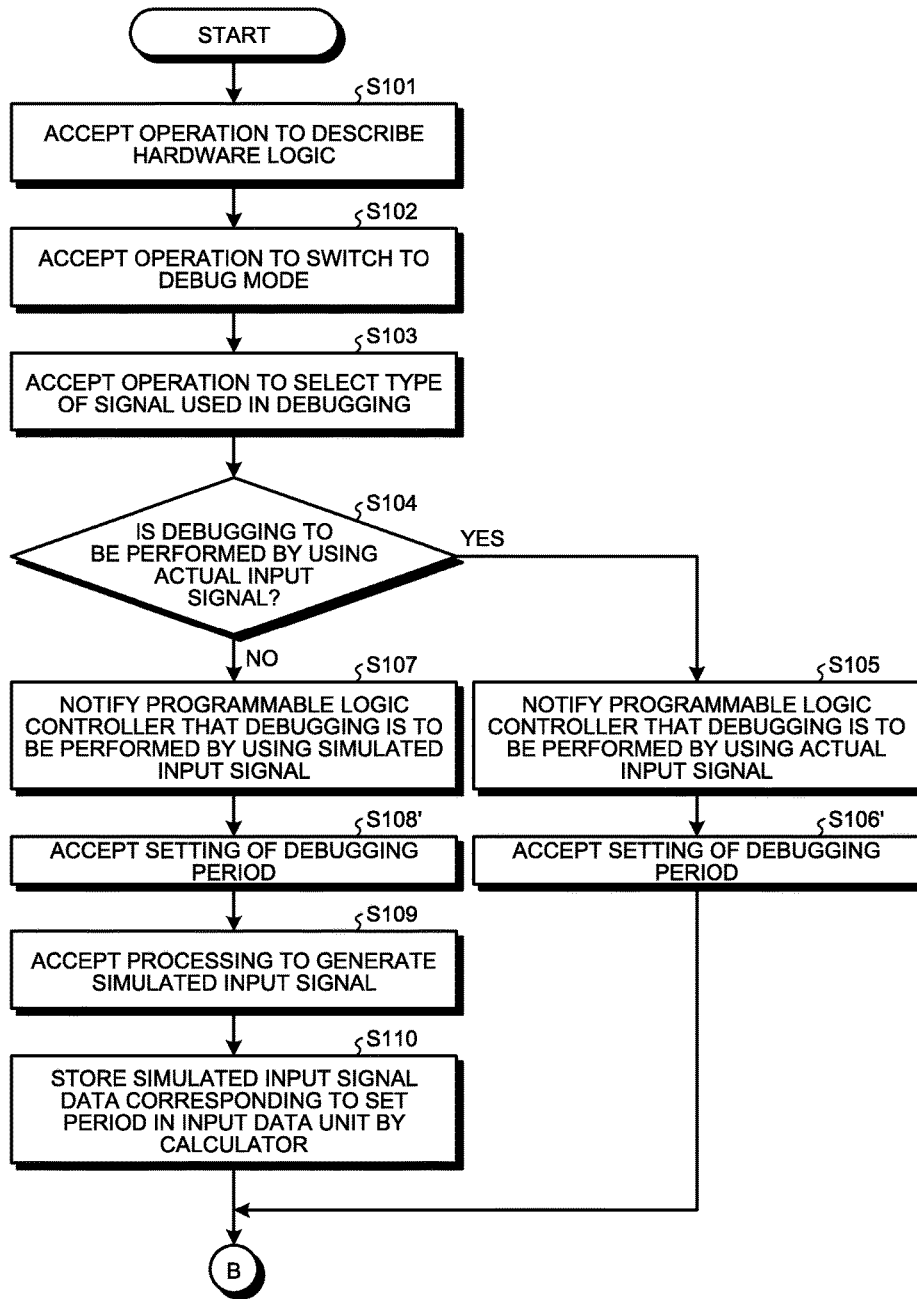 START
S101
ACCEPT OPERATION TO DESCRIBE
HARDWARE LOGIC
S102
ACCEPT OPERATION TO SWITCH TO
DEBUG MODE
S103
ACCEPT OPERATION TO SELECT TYPE
OF SIGNAL USED IN DEBUGGING
S104
IS DEBUGGING TO
BE PERFORMED BY USING
ACTUAL INPUT
SIGNAL?
YES
NO
S107
NOTIFY PROGRAMMABLE LOGIC
CONTROLLER THAT DEBUGGING IS TO
BE PERFORMED BY USING SIMULATED
INPUT SIGNAL
S105
NOTIFY PROGRAMMABLE LOGIC
CONTROLLER THAT DEBUGGING IS TO
BE PERFORMED BY USING ACTUAL
INPUT SIGNAL
S108'
ACCEPT SETTING OF DEBUGGING
PERIOD
S106'
ACCEPT SETTING OF DEBUGGING
PERIOD
S109
ACCEPT PROCESSING TO GENERATE
SIMULATED INPUT SIGNAL
S110
STORE SIMULATED INPUT SIGNAL
DATA CORRESPONDING TO SET
PERIOD IN INPUT DATA UNIT BY
CALCULATOR
B